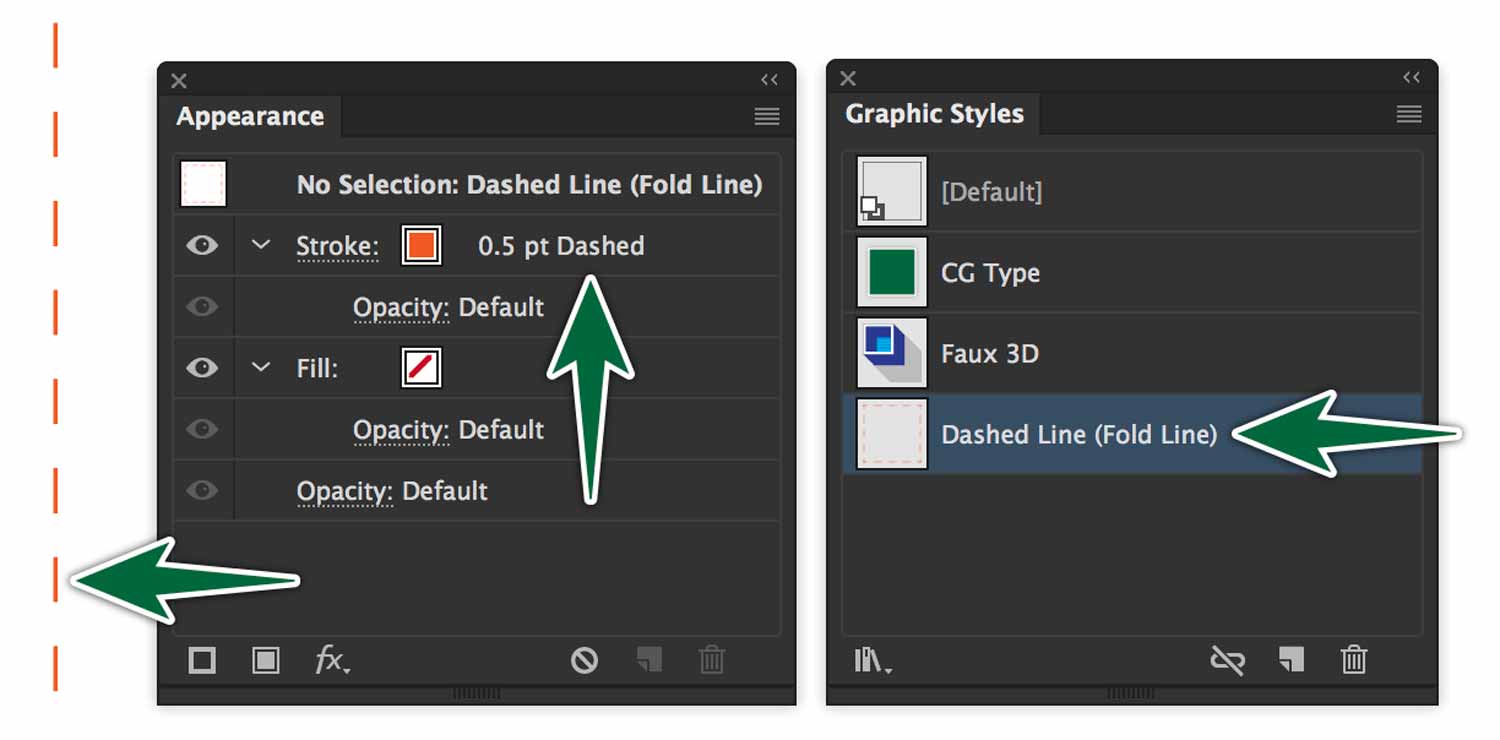 Appearance
No Selection: Dashed Line (Fold Line)
Stroke: 0.5 pt Dashed
Opacity: Default
Fill:
Opacity: Default
Opacity: Default
fx
Graphic Styles
[Default]
CG Type
Faux 3D
Dashed Line (Fold Line)